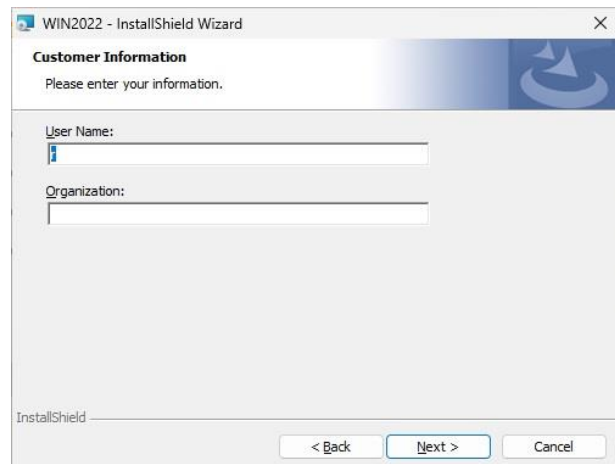 WIN2022 - InstallShield Wizard
Customer Information
Please enter your information.
User Name:
r
Organization:
InstallShield
< Back Next > Cancel